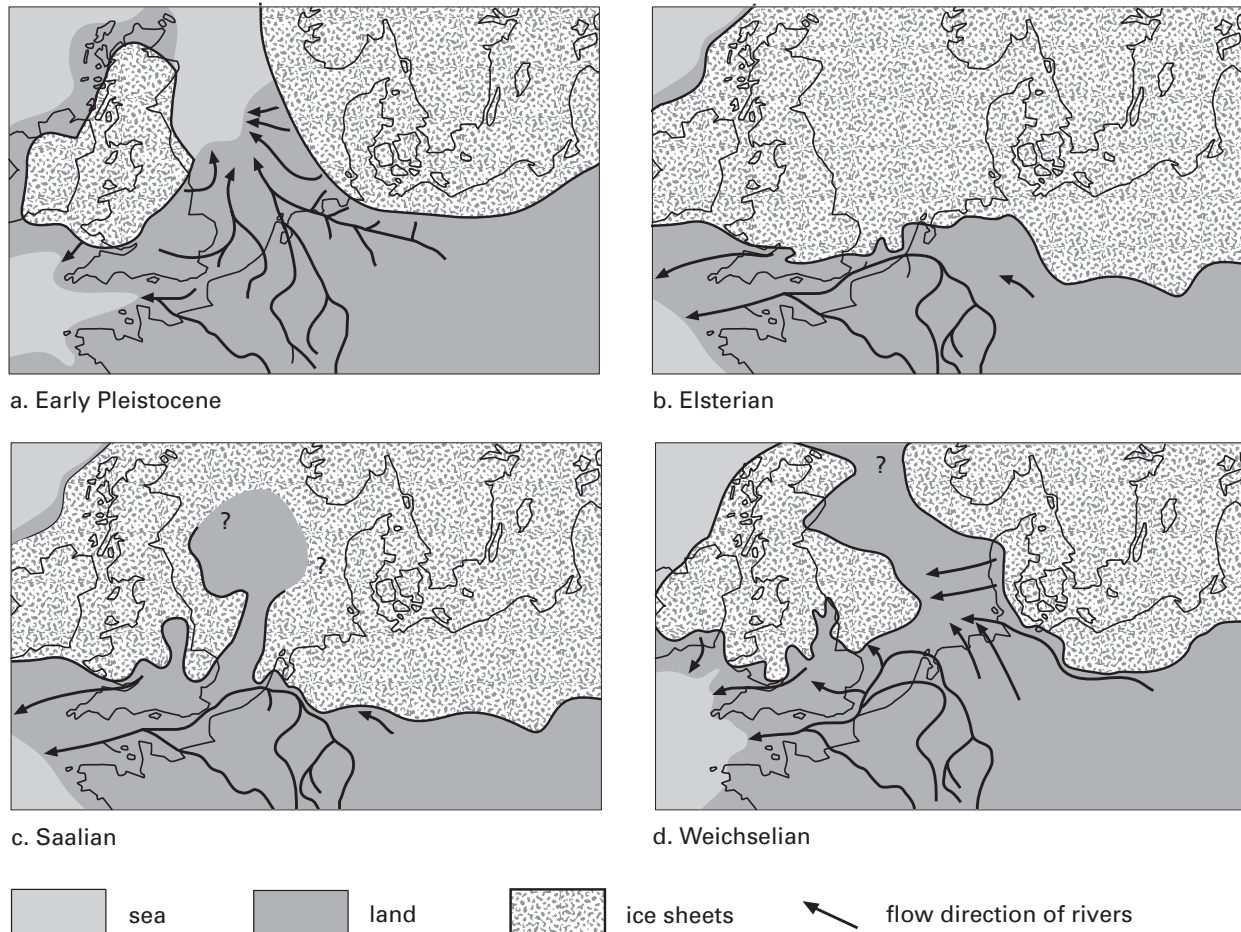 a. Early Pleistocene
b. Elsterian
?
?
?
c. Saalian
d. Weichselian
sea
land
ice sheets
flow direction of rivers